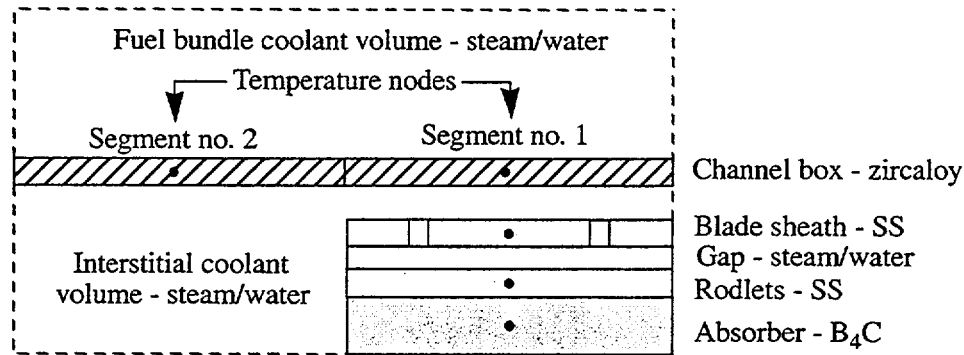 Fuel bundle coolant volume - steam/water
Temperature nodes
Segment no. 2
Segment no. 1
Channel box - zircaloy
Blade sheath - SS
Gap - steam/water
Interstitial coolant
volume - steam/water
Rodlets - SS
Absorber - B₄C